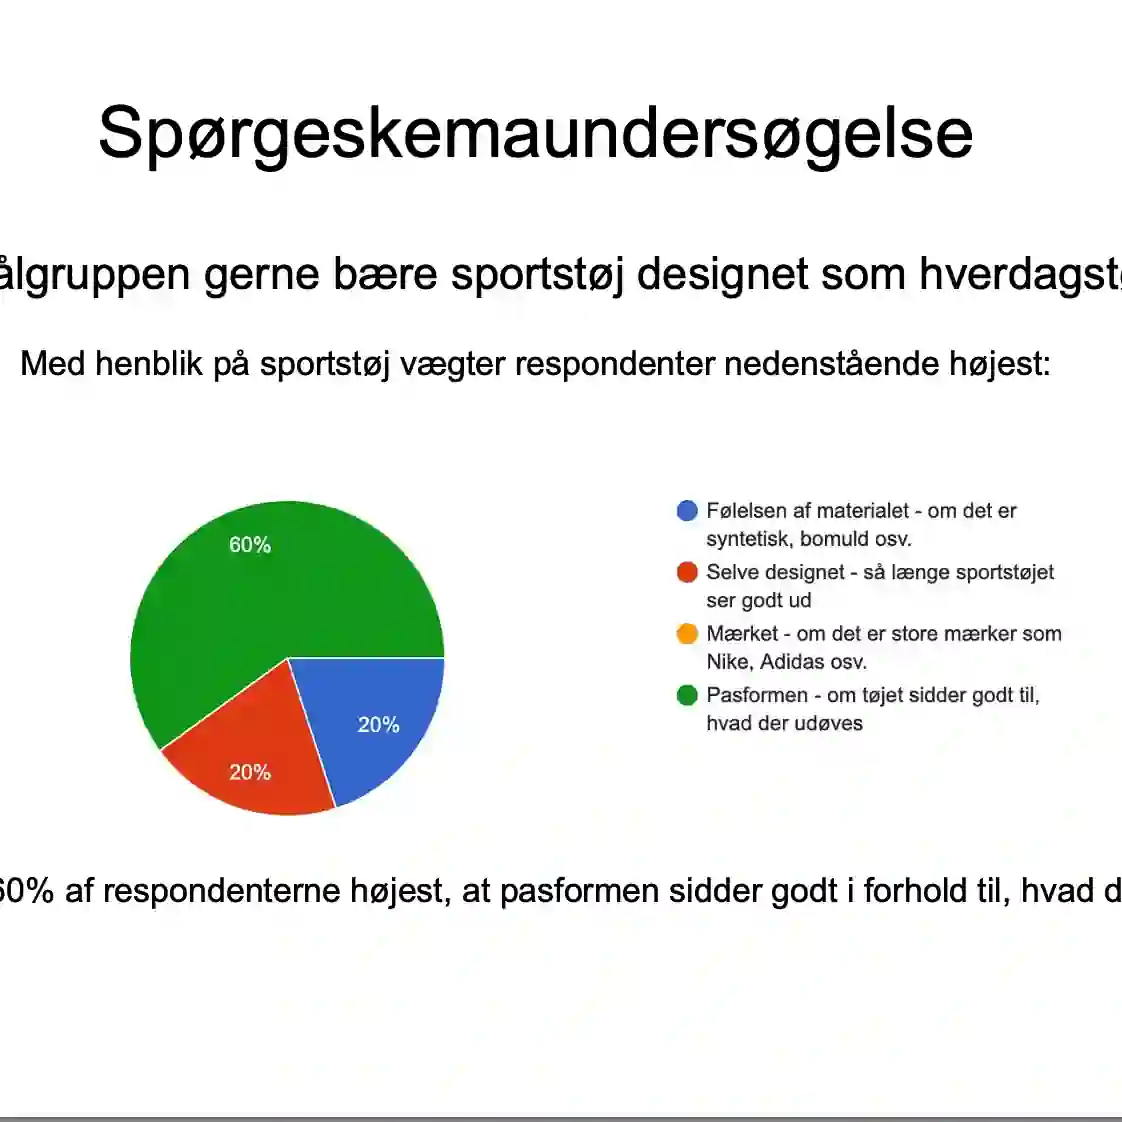 Spørgeskemaundersøgelse
ålgruppen gerne bære sportstøj designet som hverdagstø
Med henblik på sportstøj vægter respondenter nedenstående højest:
60%
20%
20%
Følelsen af materialet - om det er
syntetisk, bomuld osv.
Selve designet - så længe sportstøjet
ser godt ud
Mærket - om det er store mærker som
Nike, Adidas osv.
Pasformen - om tøjet sidder godt til,
hvad der udøves
60% af respondenterne højest, at pasformen sidder godt i forhold til, hvad d